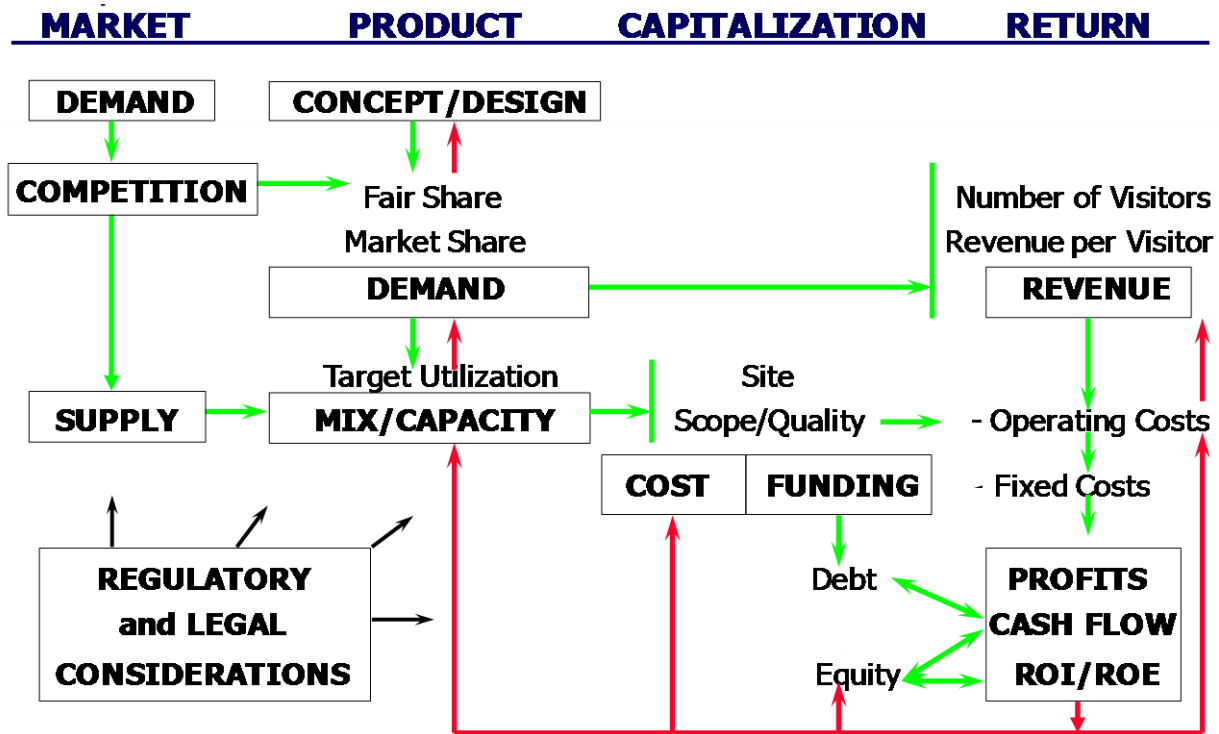 MARKET PRODUCT CAPITALIZATION RETURN
DEMAND
COMPETITION
SUPPLY
REGULATORY
and LEGAL
CONSIDERATIONS
CONCEPT/DESIGN
Fair Share
Market Share
DEMAND
Target Utilization
MIX/CAPACITY
Site
Scope/Quality
COST FUNDING
Debt
Equity
Number of Visitors
Revenue per Visitor
REVENUE
- Operating Costs
- Fixed Costs
PROFITS
CASH FLOW
ROI/ROE